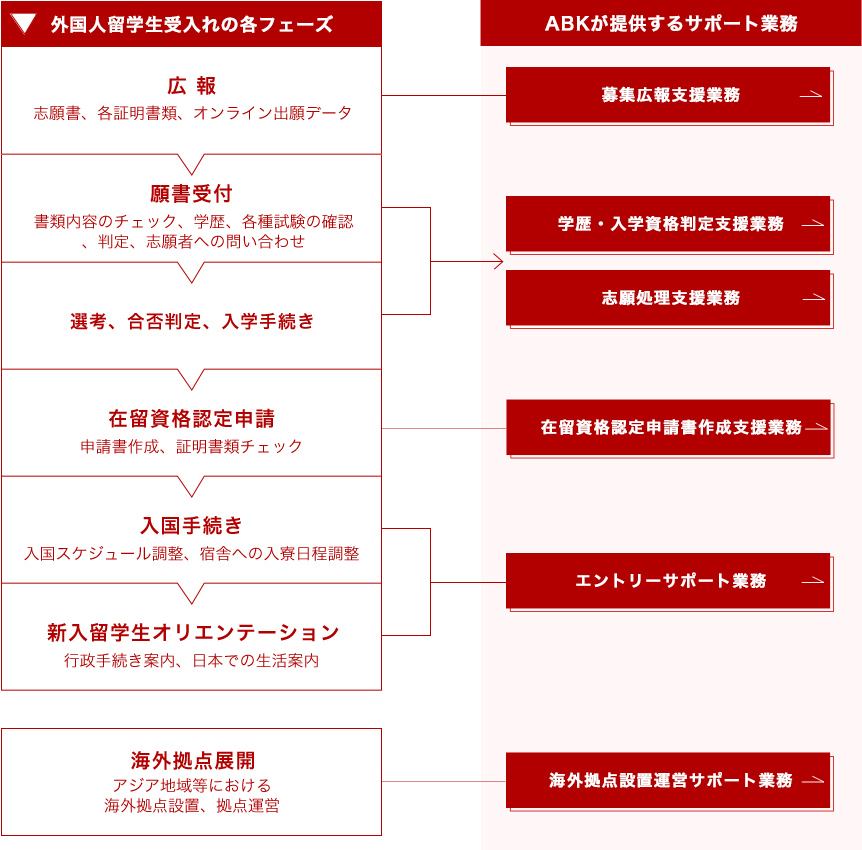 外国人留学生受入れの各フェーズ
ABKが提供するサポート業務
広 報
志願書、各証明書類、オンライン出願データ
募集広報支援業務
願書受付
書類内容のチェック、学歴、各種試験の確認
、判定、志願者への問い合わせ
選考、合否判定、入学手続き
学歴・入学資格判定支援業務
志願処理支援業務
在留資格認定申請
申請書作成、証明書類チェック
在留資格認定申請書作成支援業務
入国手続き
入国スケジュール調整、宿舎への入寮日程調整
新入留学生オリエンテーション
行政手続き案内、日本での生活案内
エントリーサポート業務
海外拠点展開
アジア地域等における
海外拠点設置、拠点運営
海外拠点設置運営サポート業務